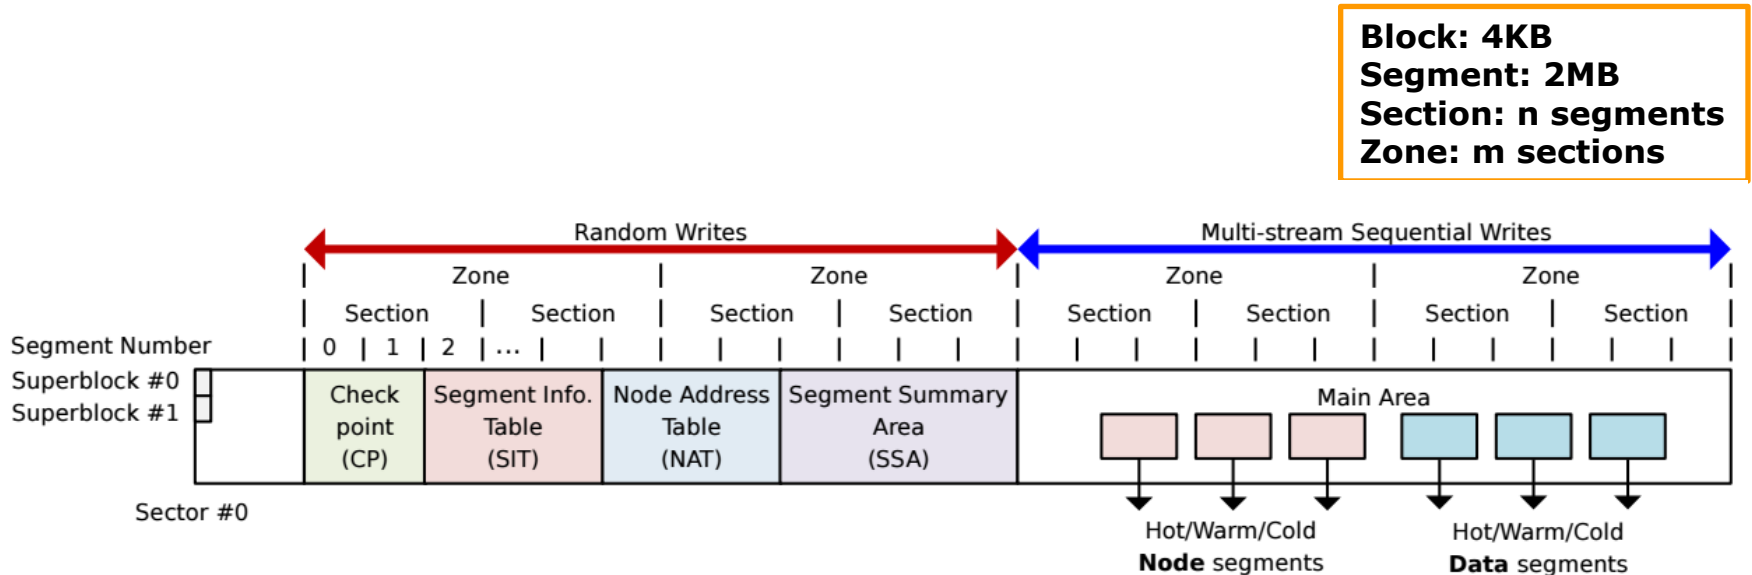 Block: 4KB
Segment: 2MB
Section: n segments
Zone: m sections
Random Writes
Multi-stream Sequential Writes
Zone
Zone
Zone
Zone
Section
Section
Section
Section
Section
Section
Section
Section
Segment Number
0 1 2 ...
Superblock #0
Superblock #1
Check
point
(CP)
Segment Info.
Table
(SIT)
Node Address
Table
(NAT)
Segment Summary
Area
(SSA)
Main Area
Sector #0
Hot/Warm/Cold
Node segments
Hot/Warm/Cold
Data segments